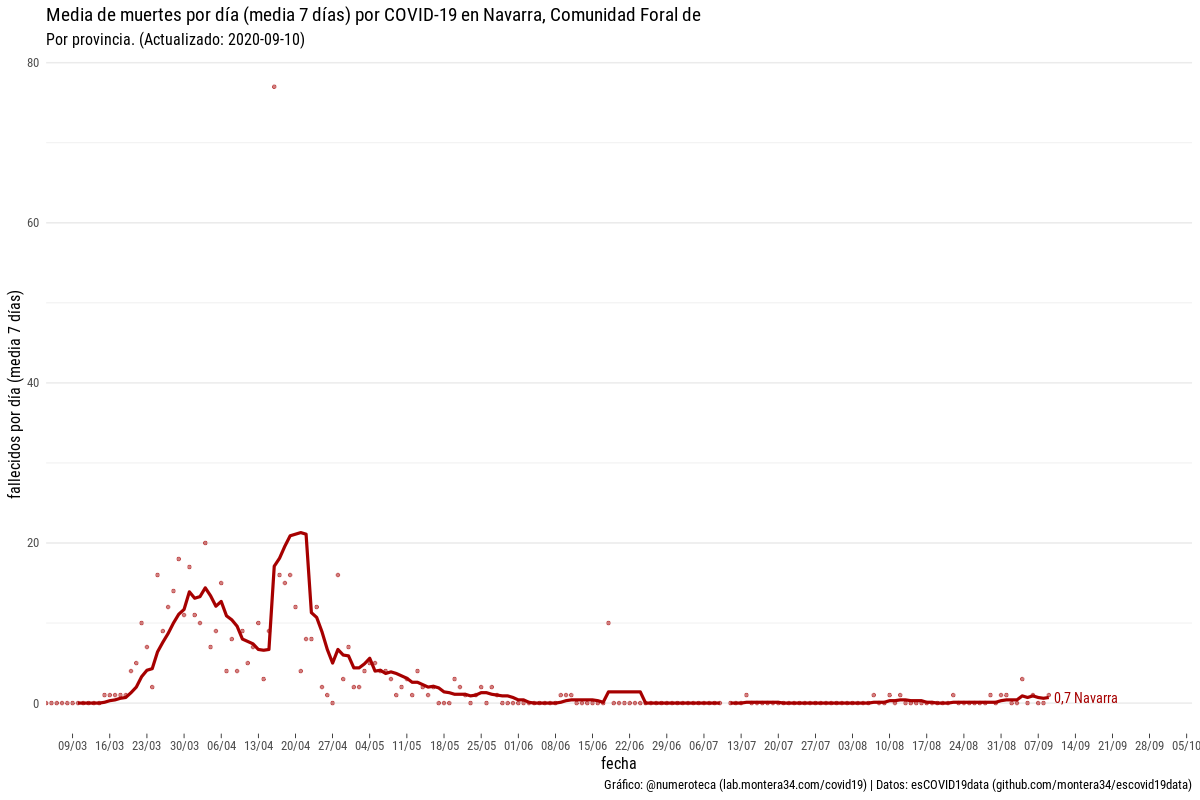 Media de muertes por día (media 7 días) por COVID-19 en Navarra, Comunidad Foral de
Por provincia. (Actualizado: 2020-09-10)
fallecidos por día (media 7 días)
80
60
40
20
0
0,7 Navarra
09/03 16/03 23/03 30/03 06/04 13/04 20/04 27/04 04/05 11/05 18/05 25/05 01/06 08/06 15/06 22/06 29/06 06/07 13/07 20/07 27/07 03/08 10/08 17/08 24/08 31/08 07/09 14/09 21/09 28/09 05/10
fecha
Gráfico: @numeroteca (lab.montera34.com/covid19) | Datos: esCOVID19data (github.com/montera34/escovid19data)